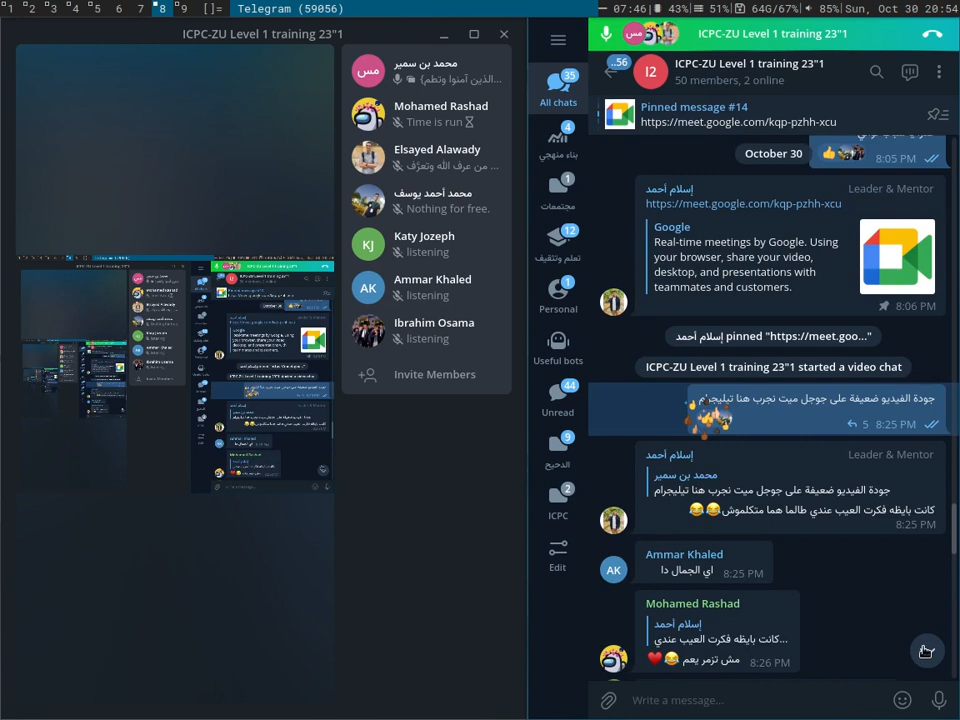 1 2 3 4 5 6 7 8 9 []= Telegram (59056)
07:46 43% 51% 64G/67% 85% Sun, Oct 30 20:54
ICPC-ZU Level 1 training 23"1
محمد بن سمير
الذين آمنوا وتطم...}
Mohamed Rashad
Time is run
Elsayed Alawady
من عرف الله وتعرَّف ...
محمد أحمد يوسف
Nothing for free.
KJ
Katy Jozeph
listening
AK
Ammar Khaled
listening
Ibrahim Osama
listening
Invite Members
35
All chats
4
بناء منهجي
1
مجتمعات
12
تعلم وتثقيف
1
Personal
Useful bots
44
Unread
9
الدحيح
2
ICPC
Edit
مس
ICPC-ZU Level 1 training 23"1
..56
I2
ICPC-ZU Level 1 training 23"1
50 members, 2 online
Pinned message #14
https://meet.google.com/kqp-pzhh-xcu
8:05 PM
October 30
إسلام أحمد
Leader & Mentor
https://meet.google.com/kqp-pzhh-xcu
Google
Real-time meetings by Google. Using
your browser, share your video,
desktop, and presentations with
teammates and customers.
8:06 PM
إسلام أحمد pinned "https://meet.goo..."
ICPC-ZU Level 1 training 23"1 started a video chat
جودة الفيديو ضعيفة على جوجل ميت نجرب هنا تيليجرام
5 8:25 PM
إسلام أحمد
Leader & Mentor
محمد بن سمير
جودة الفيديو ضعيفة على جوجل ميت نجرب هنا تيليجرام
كانت بايظه فكرت العيب عندي طالما هما متكلموش😂😂
8:25 PM
AK
Ammar Khaled
اي الجمال دا
8:25 PM
Mohamed Rashad
إسلام أحمد
كانت بايظه فكرت العيب عندي...
مش تزمر يعم 😂♥️
8:26 PM
Write a message...